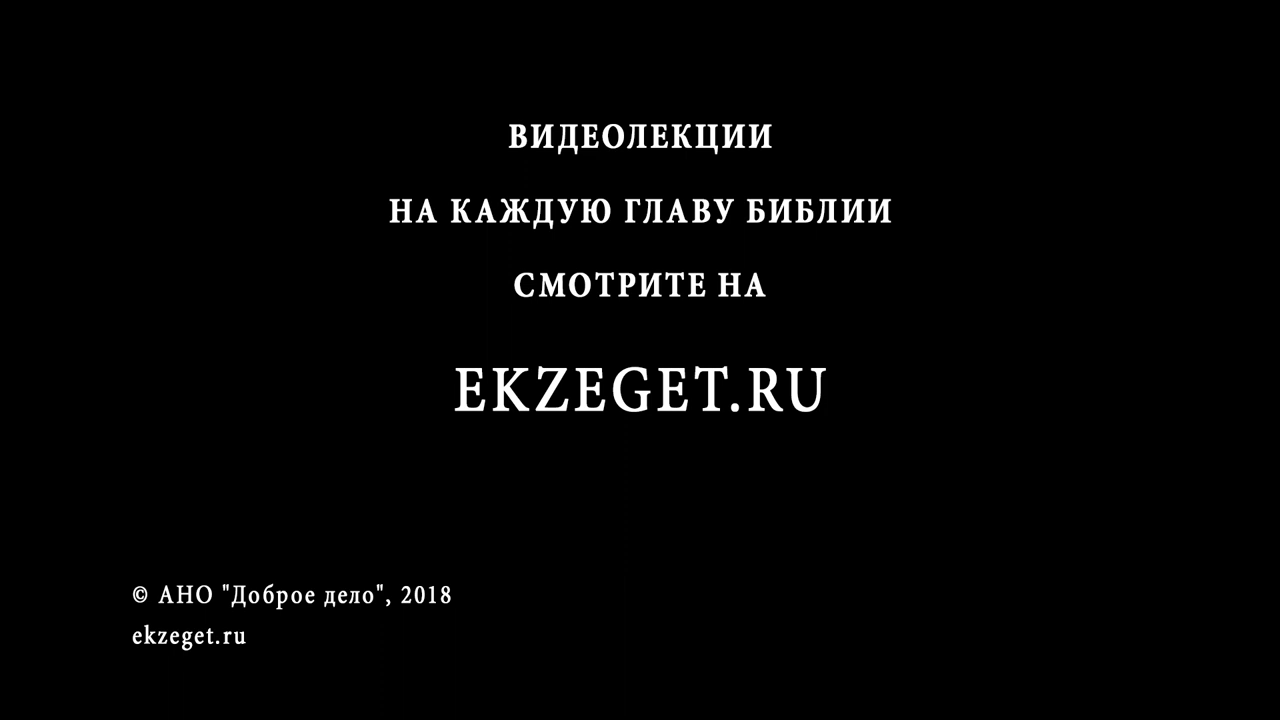 ВИДЕОЛЕКЦИИ
НА КАЖДУЮ ГЛАВУ БИБЛИИ
СМОТРИТЕ НА
EKZEGET.RU
© АНО "Доброе дело", 2018
ekzeget.ru